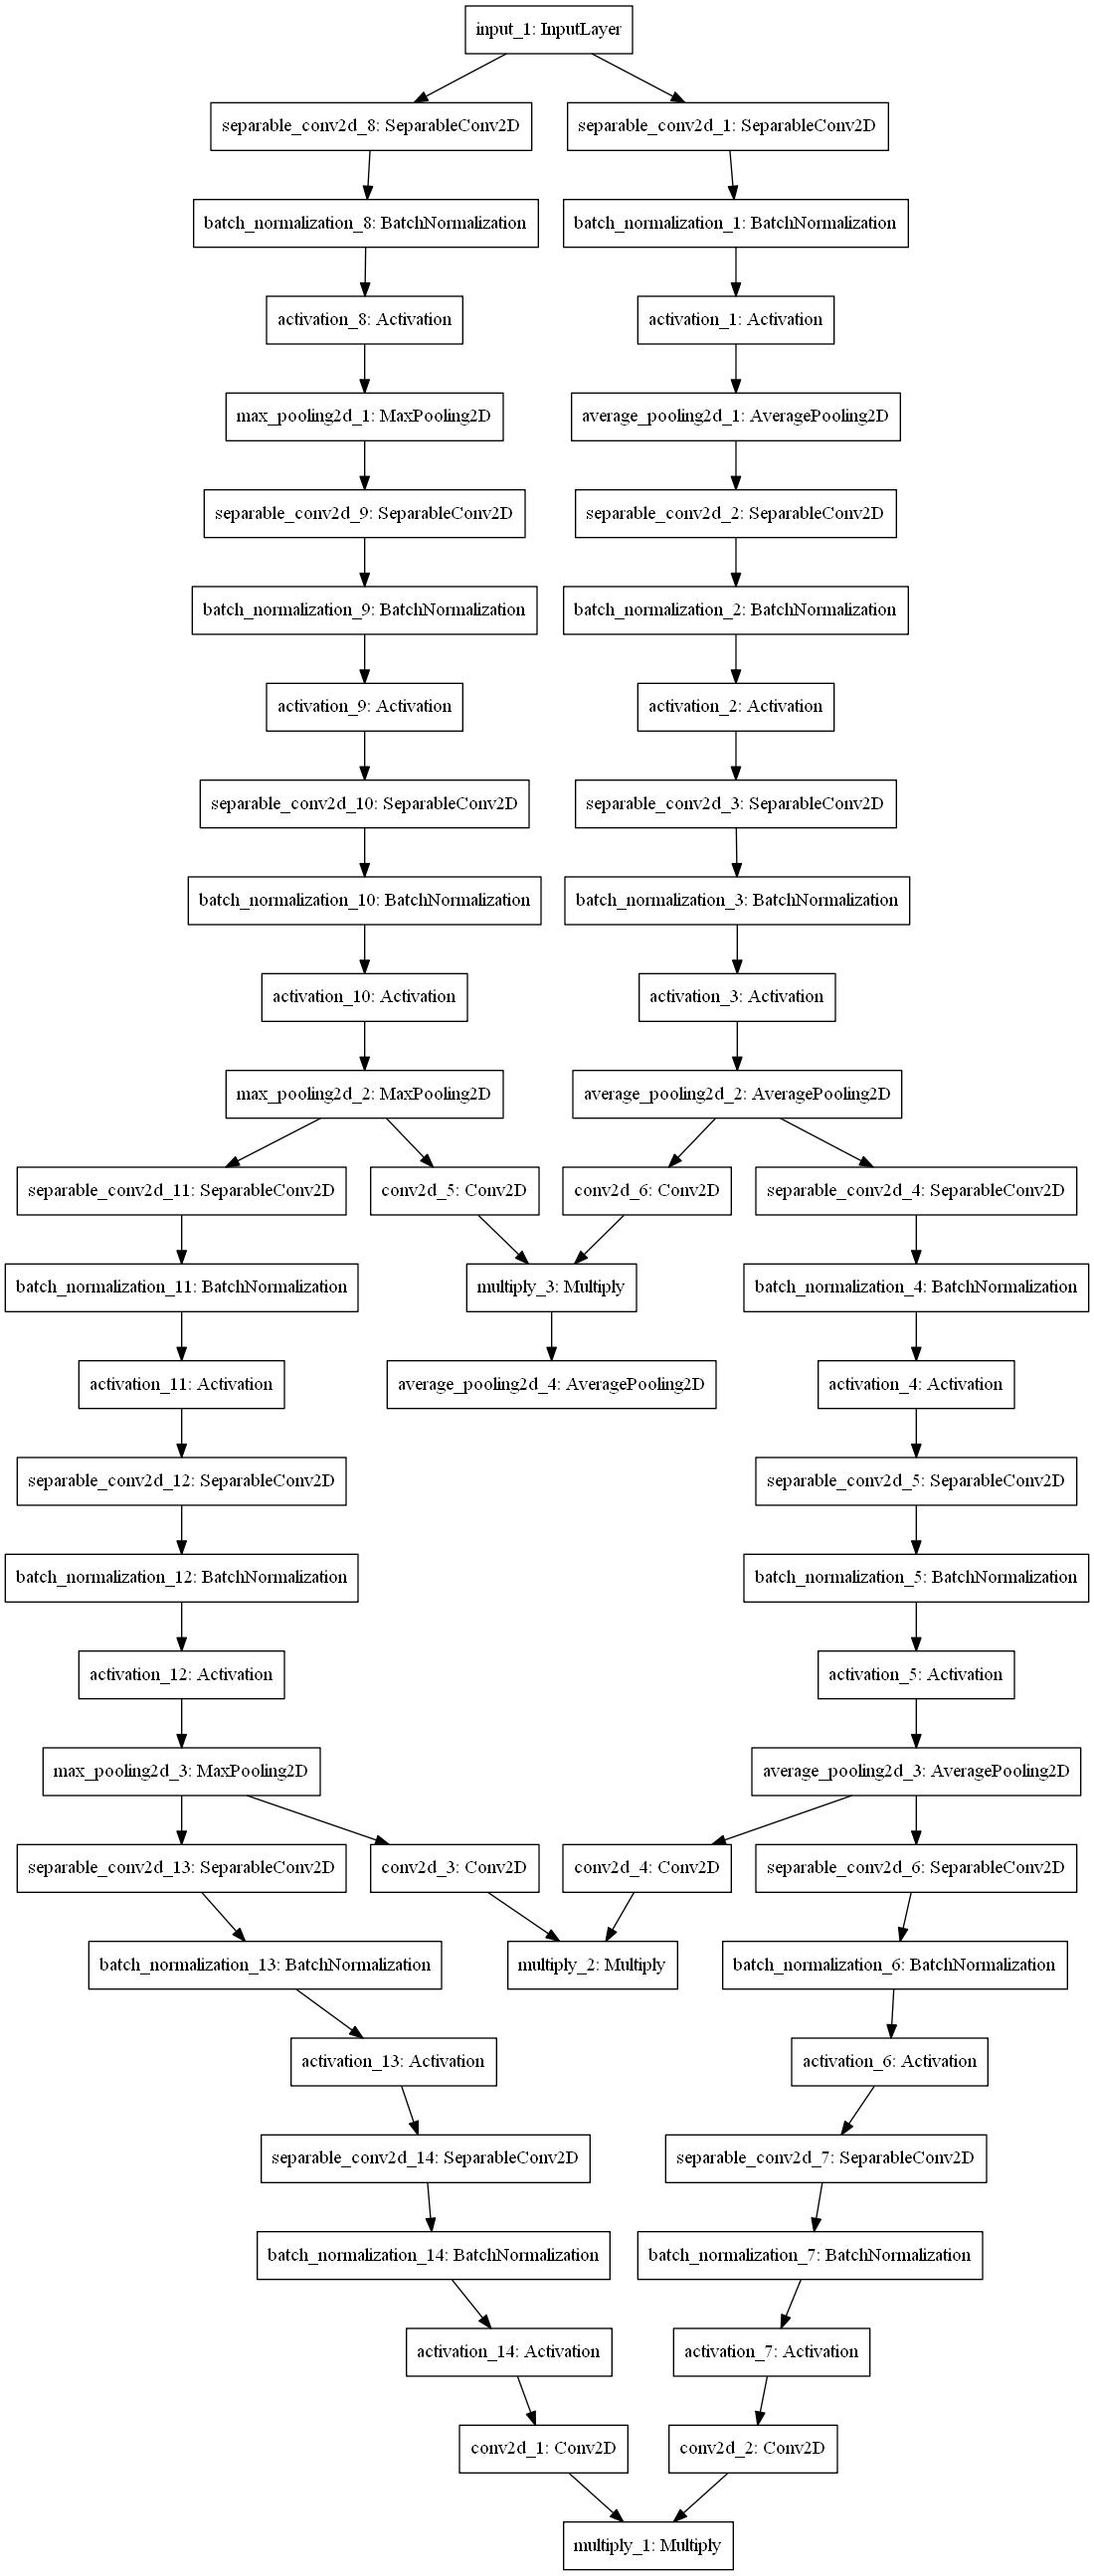 input_1: InputLayer
separable_conv2d_8: SeparableConv2D
separable_conv2d_1: SeparableConv2D
batch_normalization_8: BatchNormalization
batch_normalization_1: BatchNormalization
activation_8: Activation
activation_1: Activation
max_pooling2d_1: MaxPooling2D
average_pooling2d_1: AveragePooling2D
separable_conv2d_9: SeparableConv2D
separable_conv2d_2: SeparableConv2D
batch_normalization_9: BatchNormalization
batch_normalization_2: BatchNormalization
activation_9: Activation
activation_2: Activation
separable_conv2d_10: SeparableConv2D
separable_conv2d_3: SeparableConv2D
batch_normalization_10: BatchNormalization
batch_normalization_3: BatchNormalization
activation_10: Activation
activation_3: Activation
max_pooling2d_2: MaxPooling2D
average_pooling2d_2: AveragePooling2D
separable_conv2d_11: SeparableConv2D
conv2d_5: Conv2D
conv2d_6: Conv2D
separable_conv2d_4: SeparableConv2D
batch_normalization_11: BatchNormalization
multiply_3: Multiply
batch_normalization_4: BatchNormalization
activation_11: Activation
average_pooling2d_4: AveragePooling2D
activation_4: Activation
separable_conv2d_12: SeparableConv2D
separable_conv2d_5: SeparableConv2D
batch_normalization_12: BatchNormalization
batch_normalization_5: BatchNormalization
activation_12: Activation
activation_5: Activation
max_pooling2d_3: MaxPooling2D
average_pooling2d_3: AveragePooling2D
separable_conv2d_13: SeparableConv2D
conv2d_3: Conv2D
conv2d_4: Conv2D
separable_conv2d_6: SeparableConv2D
batch_normalization_13: BatchNormalization
multiply_2: Multiply
batch_normalization_6: BatchNormalization
activation_13: Activation
activation_6: Activation
separable_conv2d_14: SeparableConv2D
separable_conv2d_7: SeparableConv2D
batch_normalization_14: BatchNormalization
batch_normalization_7: BatchNormalization
activation_14: Activation
activation_7: Activation
conv2d_1: Conv2D
conv2d_2: Conv2D
multiply_1: Multiply